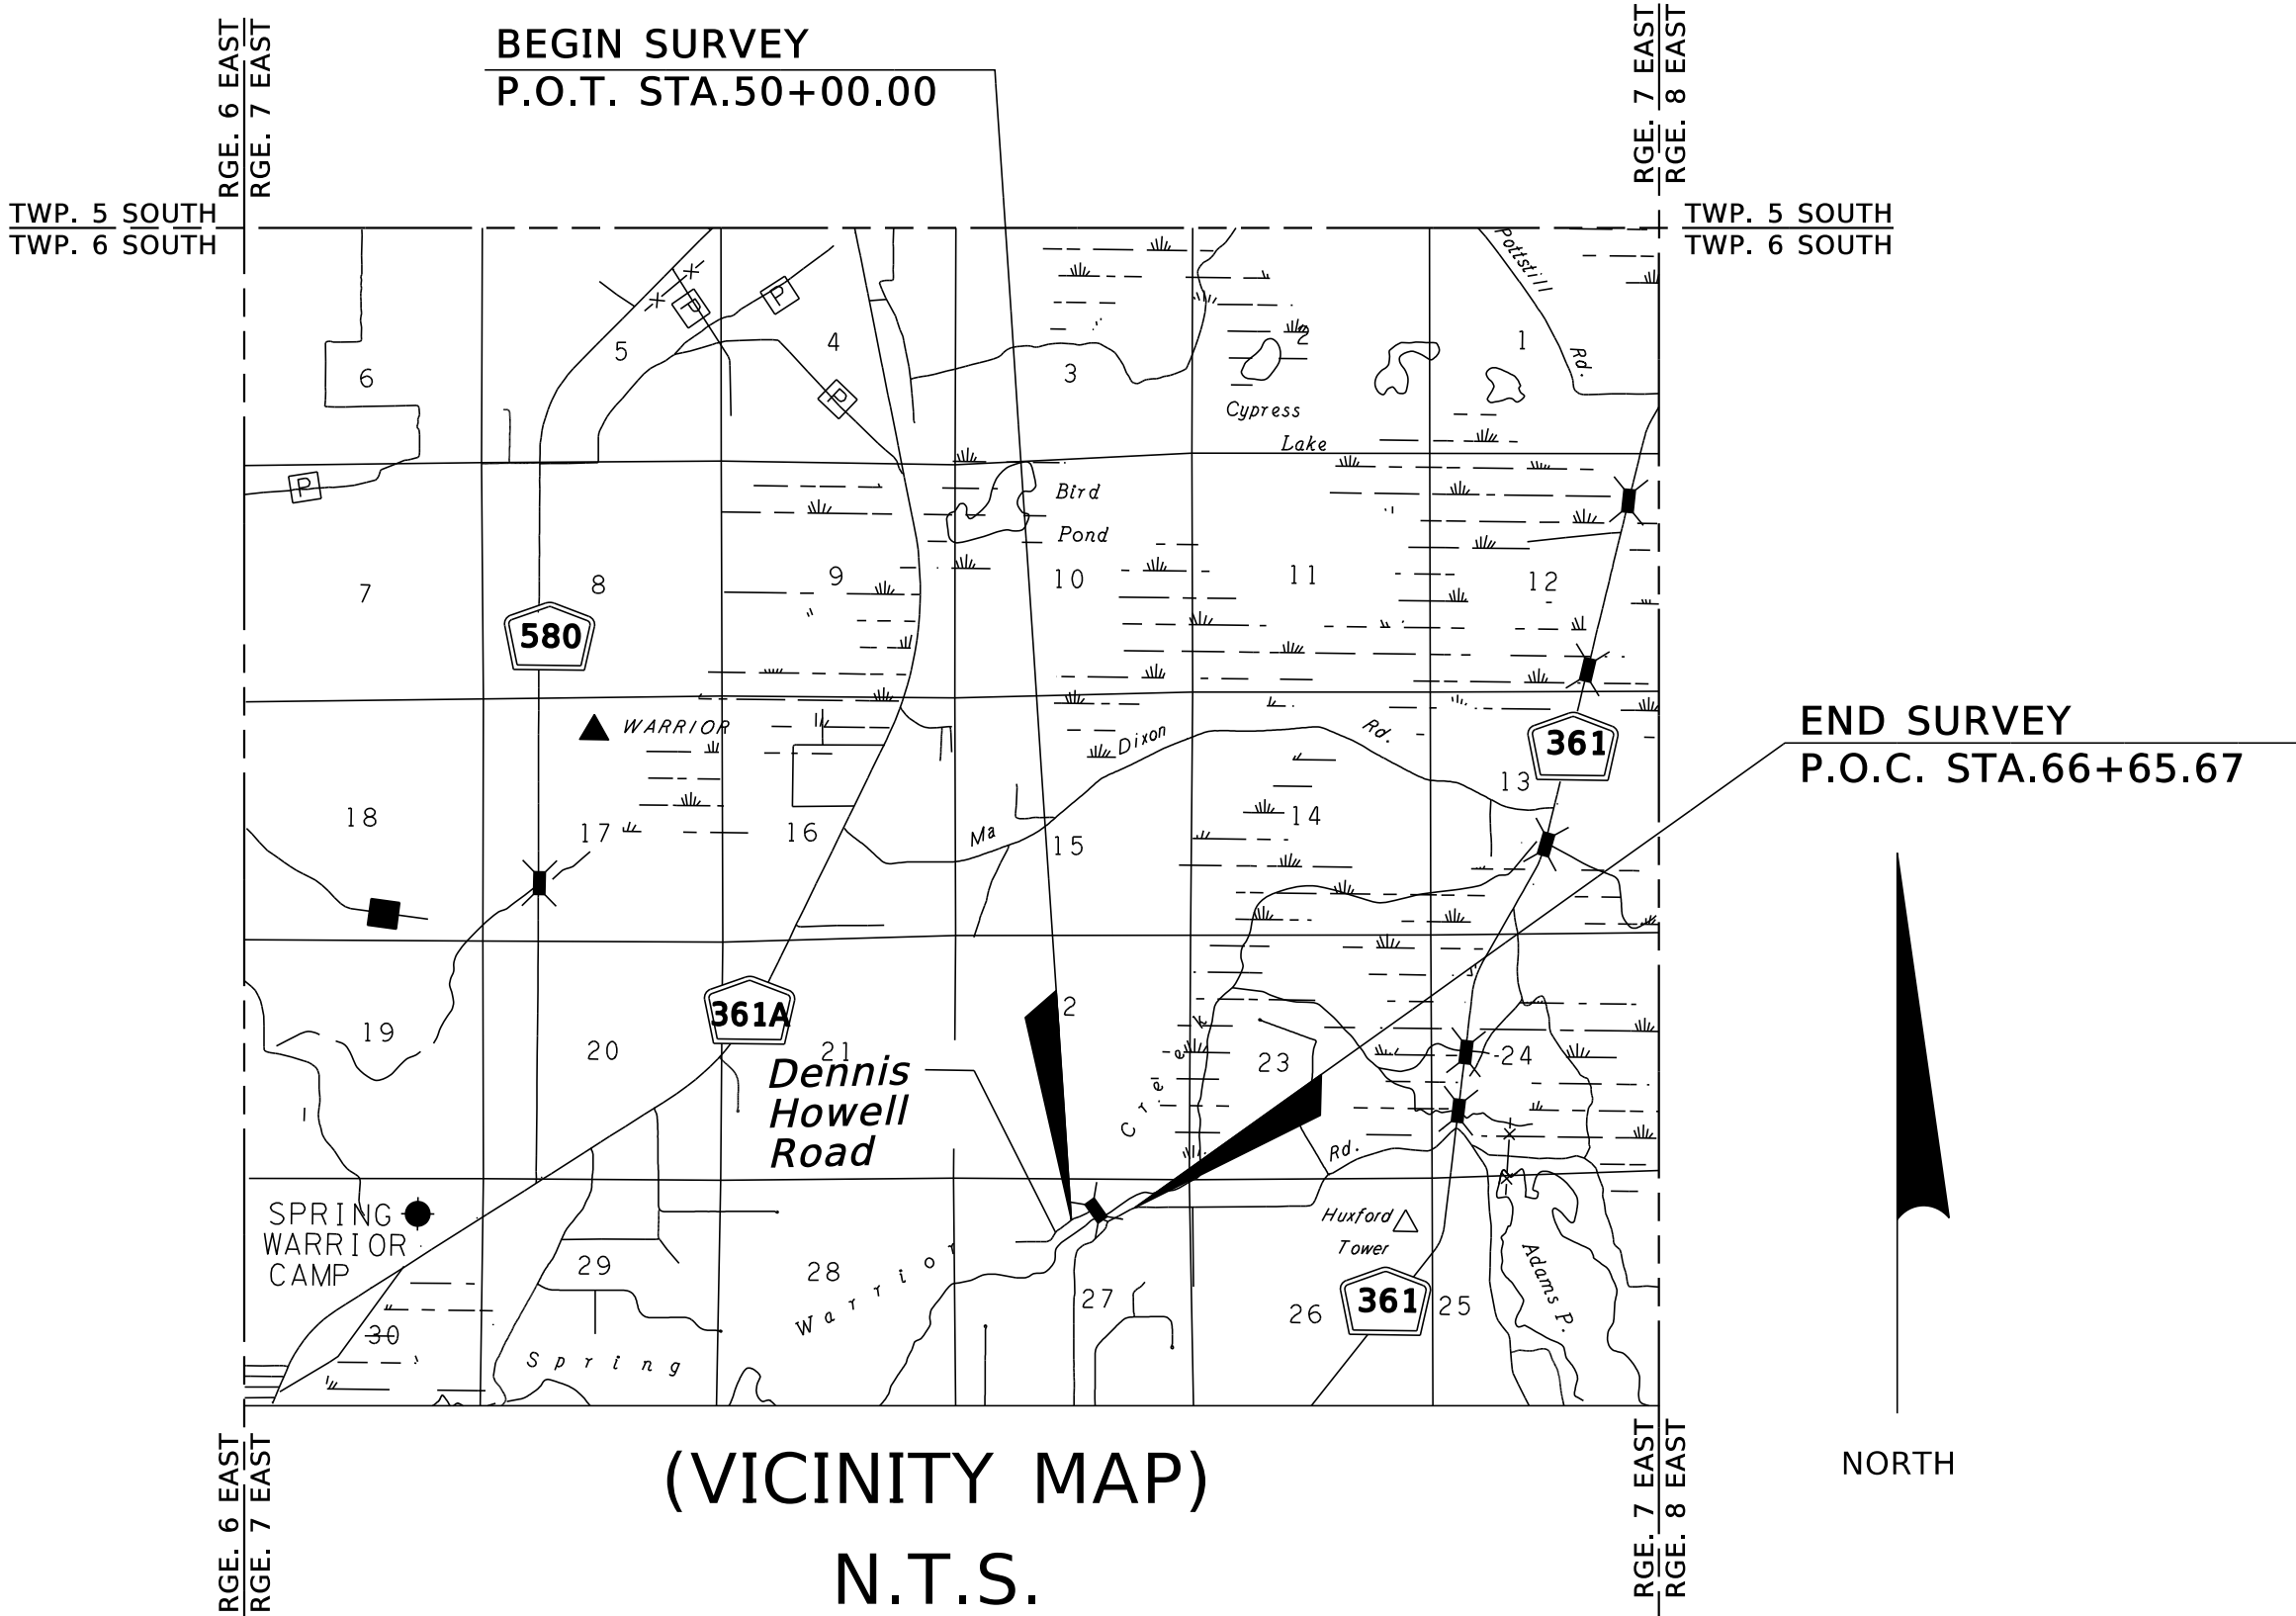 RGE. 6 EAST
RGE. 7 EAST
BEGIN SURVEY
P.O.T. STA.50+00.00
RGE. 7 EAST
RGE. 8 EAST
TWP. 5 SOUTH
TWP. 6 SOUTH
TWP. 5 SOUTH
TWP. 6 SOUTH
Pottstill
Rd.
P
P
P
P
6
5
4
3
2
1
Cypress
Lake
Bird
Pond
7
8
9
10
11
12
580
WARRIOR
361
END SURVEY
P.O.C. STA.66+65.67
Dixon
Rd.
Ma
18
17
16
15
14
13
19
20
21
2
23
24
361A
Dennis
Howell
Road
Creek
Rd.
SPRING
WARRIOR
CAMP
Huxford
Tower
Adams P.
30
29
28
27
26
25
361
Warrior
Spring
NORTH
RGE. 6 EAST
RGE. 7 EAST
(VICINITY MAP)
N.T.S.
RGE. 7 EAST
RGE. 8 EAST